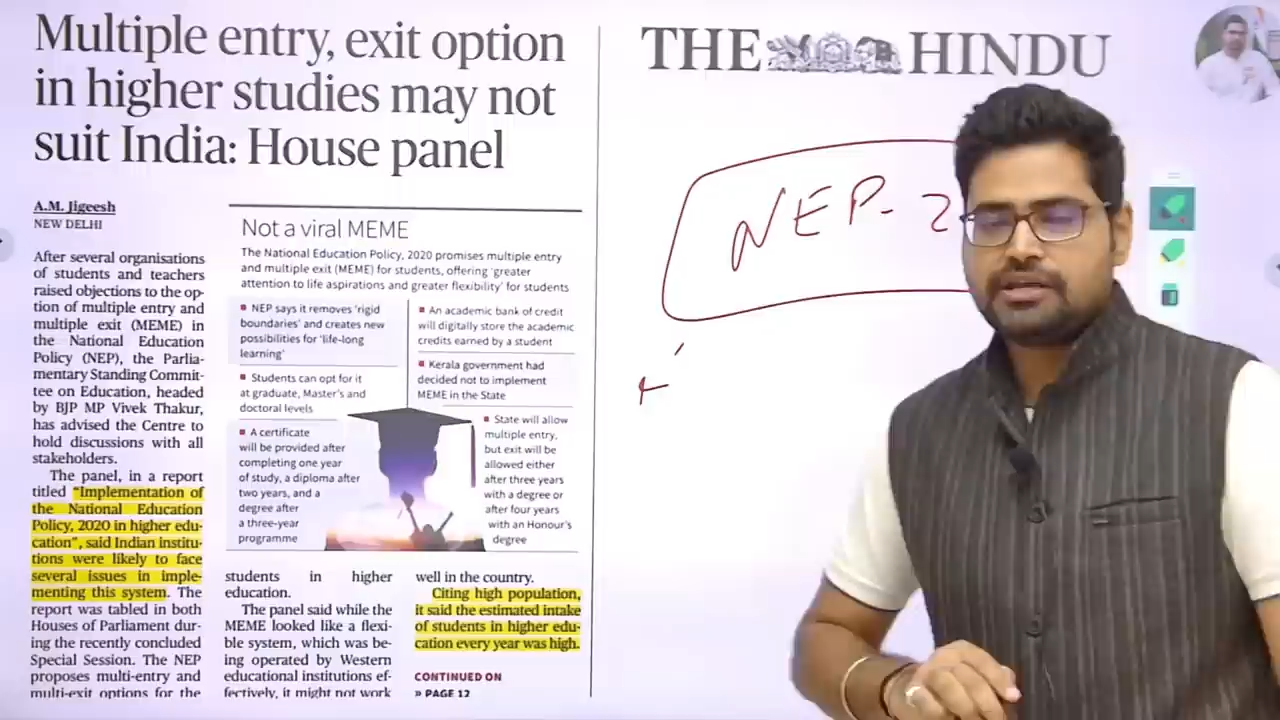 Multiple entry, exit option
in higher studies may not
suit India: House panel
THE HINDU
A.M. Jigeesh
NEW DELHI
After several organisations
of students and teachers
raised objections to the op-
tion of multiple entry and
multiple exit (MEME) in
the National Education
Policy (NEP), the Parlia-
mentary Standing Commit-
tee on Education, headed
by BJP MP Vivek Thakur,
has advised the Centre to
hold discussions with all
stakeholders.
The panel, in a report
titled “Implementation of
the National Education
Policy, 2020 in higher edu-
cation”, said Indian institu-
tions were likely to face
several issues in imple-
menting this system. The
report was tabled in both
Houses of Parliament dur-
ing the recently concluded
Special Session. The NEP
proposes multi-entry and
multi-exit options for the
Not a viral MEME
The National Education Policy, 2020 promises multiple entry
and multiple exit (MEME) for students, offering ‘greater
attention to life aspirations and greater flexibility’ for students
■ NEP says it removes ‘rigid
boundaries’ and creates new
possibilities for ‘life-long
learning’
■ Students can opt for it
at graduate, Master's and
doctoral levels
■ A certificate
will be provided after
completing one year
of study, a diploma after
two years, and a
degree after
a three-year
programme
■ An academic bank of credit
will digitally store the academic
credits earned by a student
■ Kerala government had
decided not to implement
MEME in the State
■ State will allow
multiple entry,
but exit will be
allowed either
after three years
with a degree or
after four years
with an Honour's
degree
students in higher
education.
The panel said while the
MEME looked like a flexi-
ble system, which was be-
ing operated by Western
educational institutions ef-
fectively, it might not work
well in the country.
Citing high population,
it said the estimated intake
of students in higher edu-
cation every year was high.
CONTINUED ON
» PAGE 12
NEP- 2